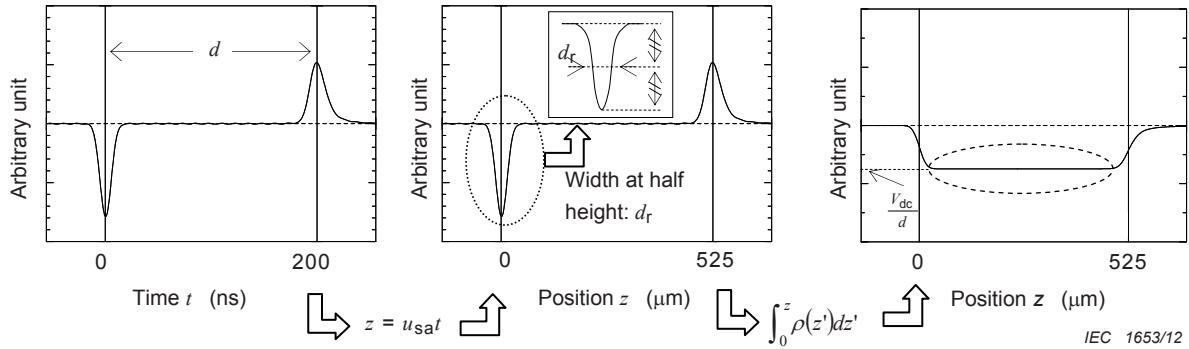 Arbitrary unit
d
0
200
Time t (ns)
z = u_sa t
Arbitrary unit
d_r
Width at half
height: d_r
0
525
Position z (μm)
∫_0^z ρ(z')dz'
Arbitrary unit
V_dc
d
0
525
Position z (μm)
IEC 1653/12